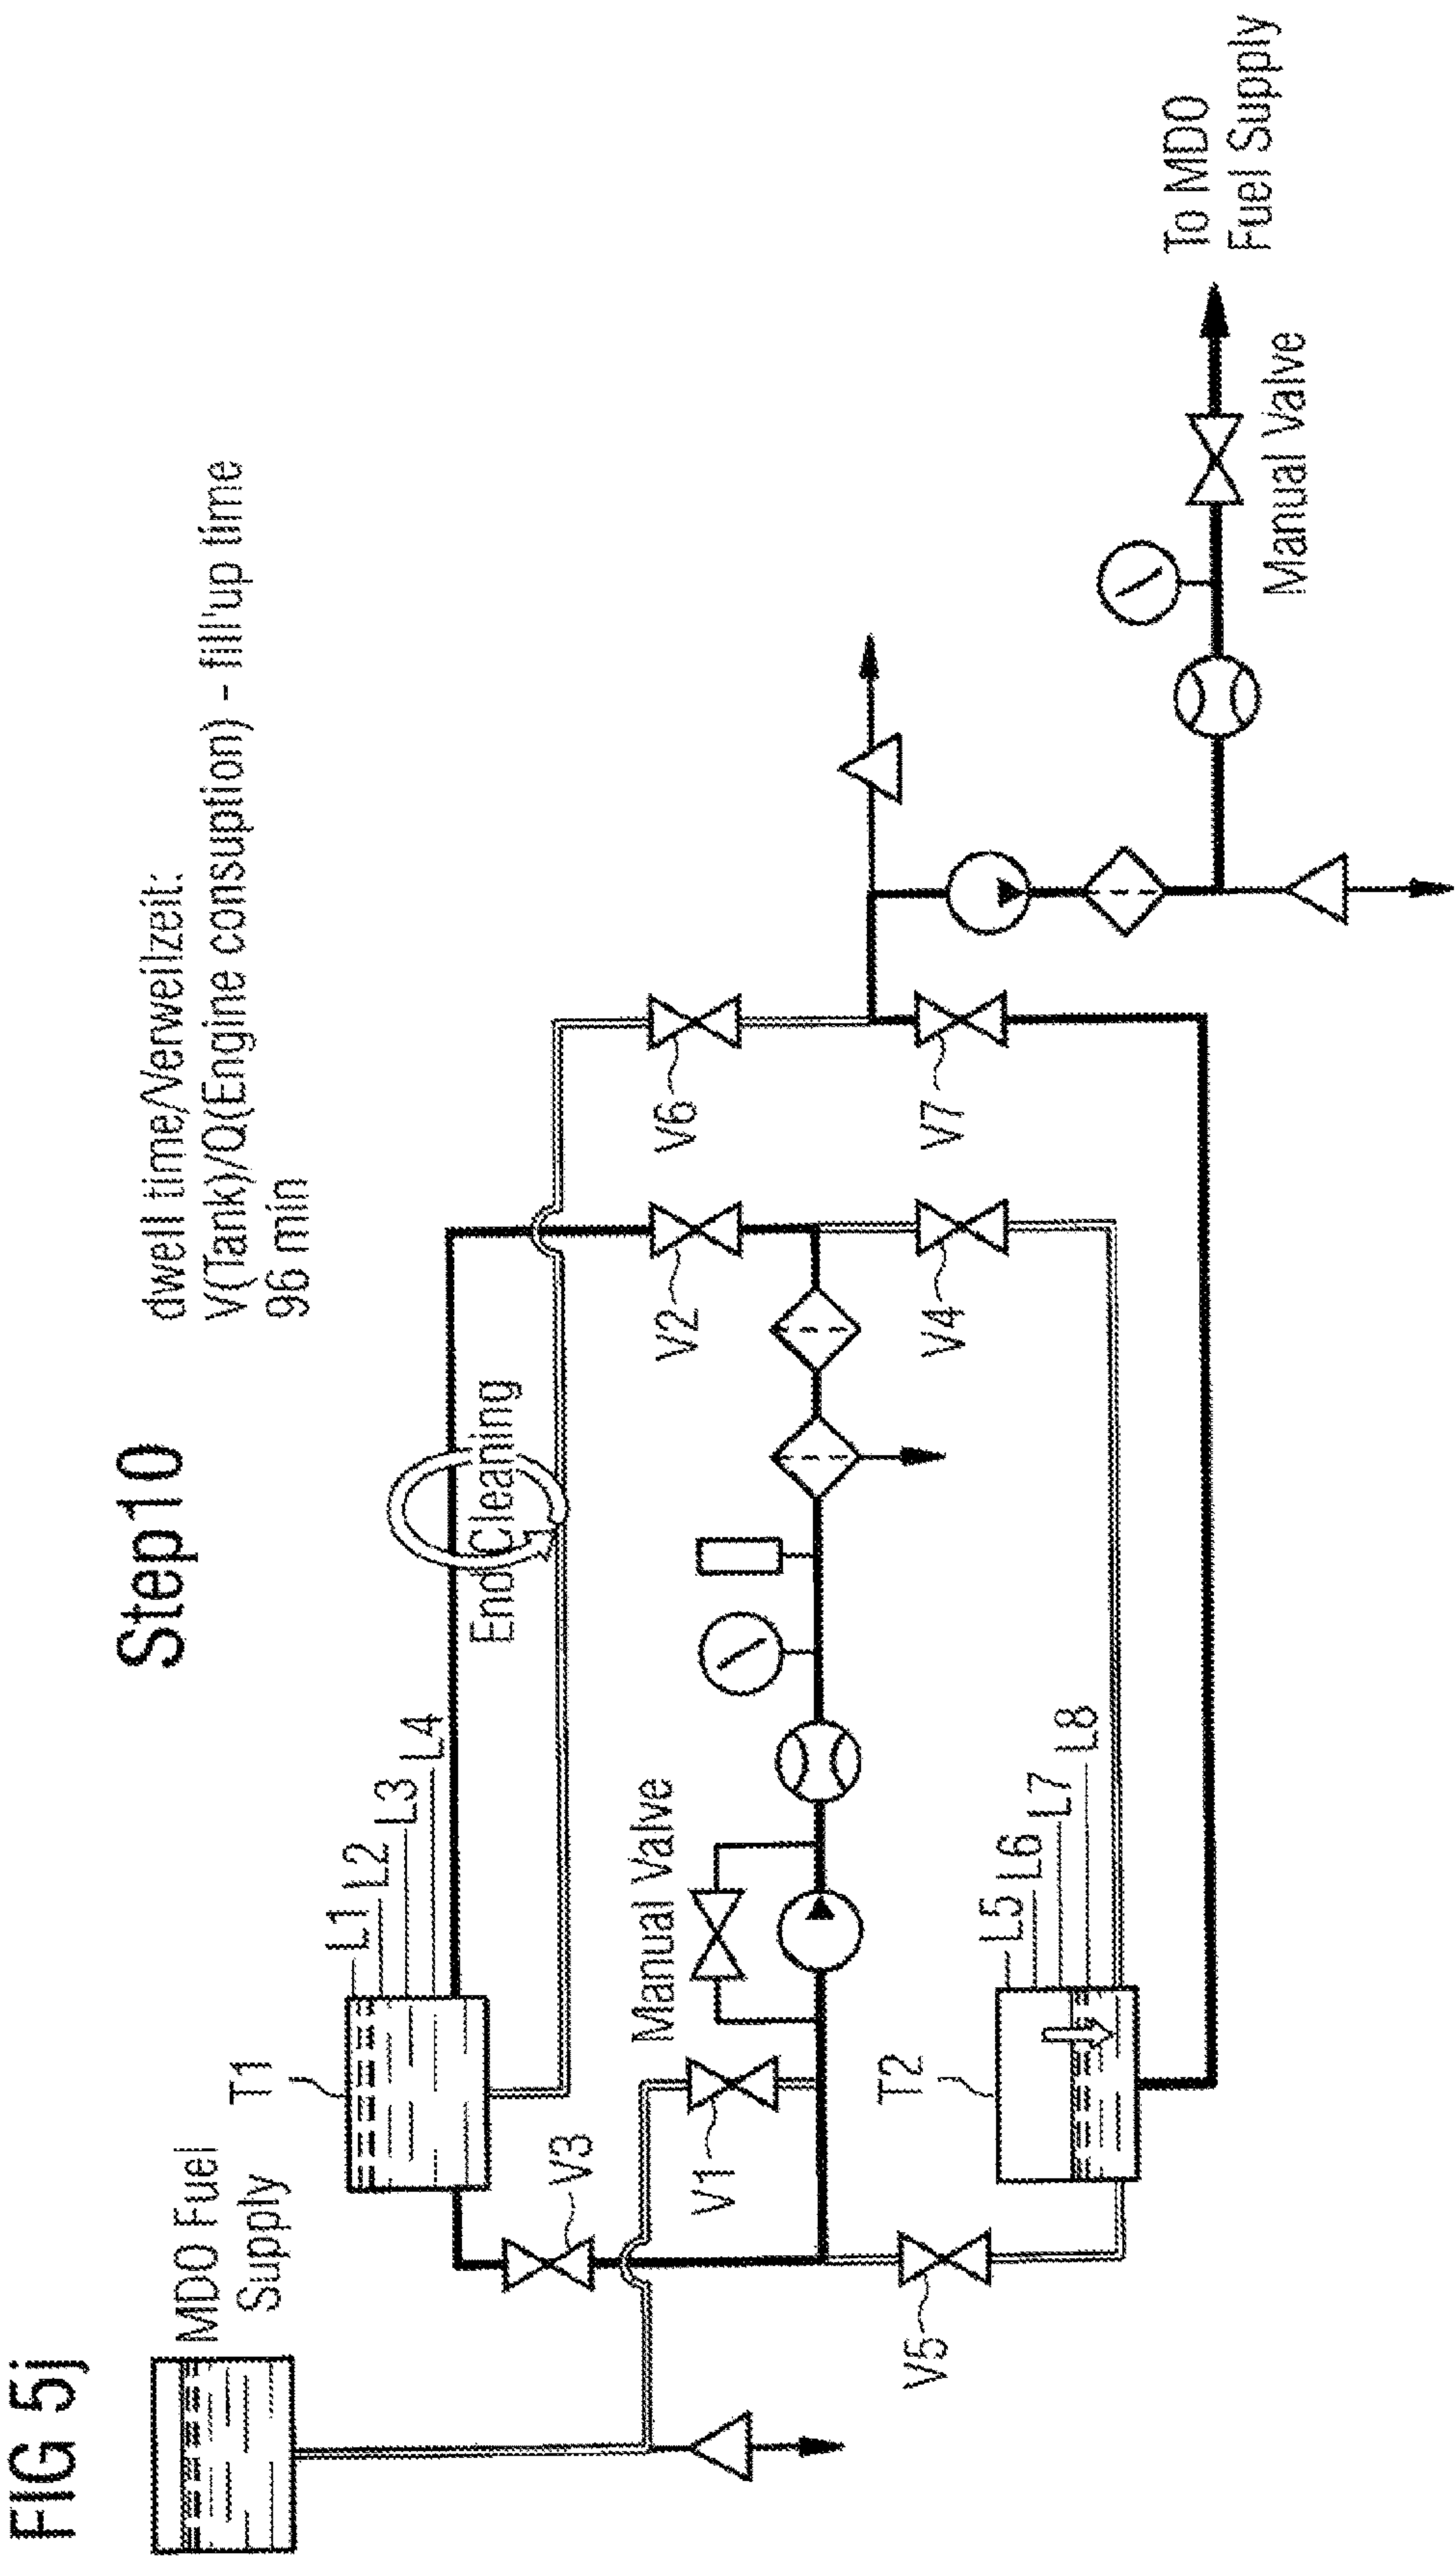 FIG 5j
Step10
dwell time/Verweilzeit:
V(Tank)/Q(Engine consuption) - fill'up time
96 min
MDO Fuel
Supply
T1
L1
L2
L3
L4
End Cleaning
V3
V1
Manual Valve
V2
V6
T2
L5
L6
L7
L8
V5
V4
V7
To MDO
Fuel Supply
Manual Valve